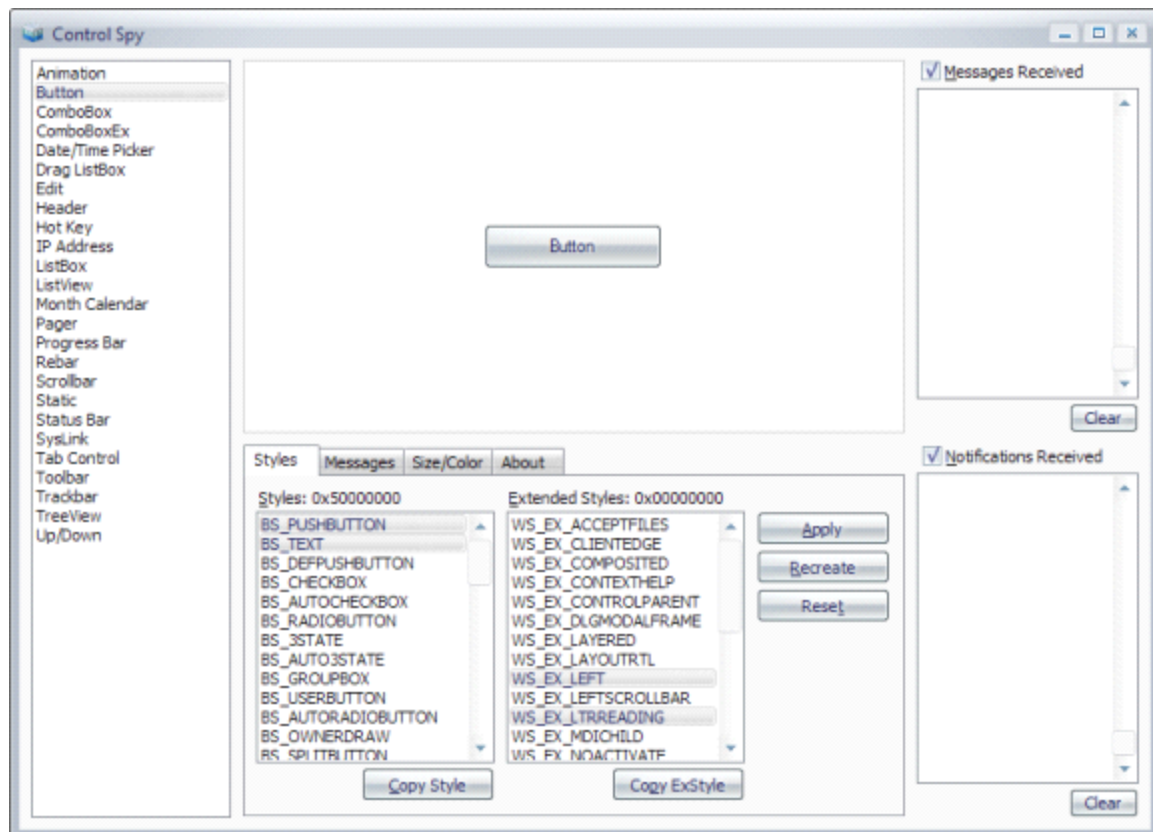 Control Spy
Animation
Button
ComboBox
ComboBoxEx
Date/Time Picker
Drag ListBox
Edit
Header
Hot Key
IP Address
ListBox
ListView
Month Calendar
Pager
Progress Bar
Rebar
Scrollbar
Static
Status Bar
SysLink
Tab Control
Toolbar
Trackbar
TreeView
Up/Down
Button
Messages Received
Clear
Styles Messages Size/Color About
Styles: 0x50000000
BS_PUSHBUTTON
BS_TEXT
BS_DEFPUSHBUTTON
BS_CHECKBOX
BS_AUTOCHECKBOX
BS_RADIOBUTTON
BS_3STATE
BS_AUTO3STATE
BS_GROUPBOX
BS_USERBUTTON
BS_AUTORADIOBUTTON
BS_OWNERDRAW
BS_SPLITBUTTON
Copy Style
Extended Styles: 0x00000000
WS_EX_ACCEPTFILES
WS_EX_CLIENTEDGE
WS_EX_COMPOSITED
WS_EX_CONTEXTHELP
WS_EX_CONTROLPARENT
WS_EX_DLGMODALFRAME
WS_EX_LAYERED
WS_EX_LAYOUTRTL
WS_EX_LEFT
WS_EX_LEFTSCROLLBAR
WS_EX_LTRREADING
WS_EX_MDICHILD
WS_EX_NOACTIVATE
Copy ExStyle
Apply
Recreate
Reset
Notifications Received
Clear